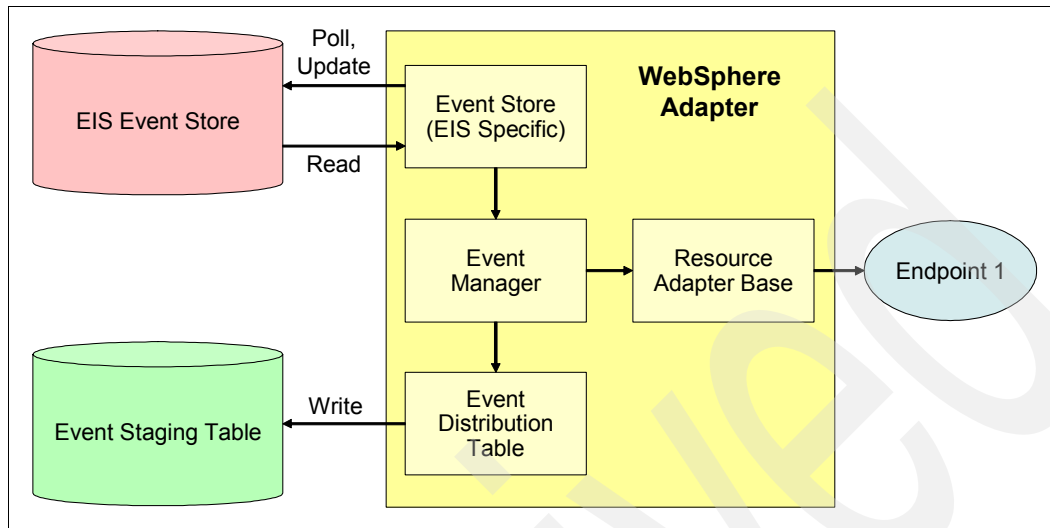 Poll,
Update
WebSphere
Adapter
EIS Event Store
Event Store
(EIS Specific)
Read
Event
Manager
Resource
Adapter Base
Endpoint 1
Event Staging Table
Write
Event
Distribution
Table